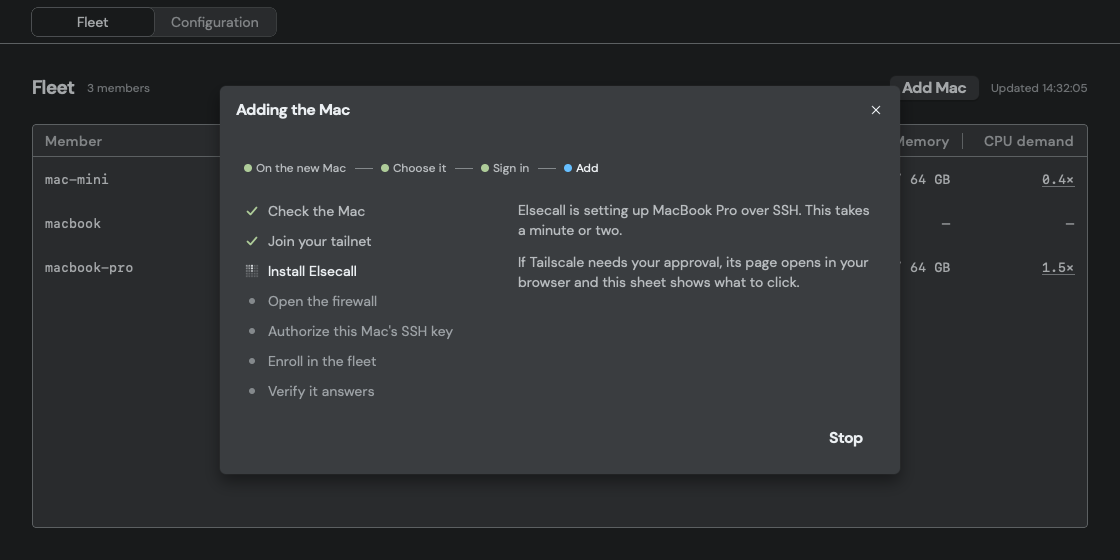 Fleet
Configuration
Fleet
3 members
Add Mac
Updated 14:32:05
Member
Memory
CPU demand
mac-mini
64 GB
0.4×
macbook
—
—
macbook-pro
64 GB
1.5×
Adding the Mac
On the new Mac
Choose it
Sign in
Add
Check the Mac
Join your tailnet
Install Elsecall
Open the firewall
Authorize this Mac's SSH key
Enroll in the fleet
Verify it answers
Elsecall is setting up MacBook Pro over SSH. This takes
a minute or two.
If Tailscale needs your approval, its page opens in your
browser and this sheet shows what to click.
Stop